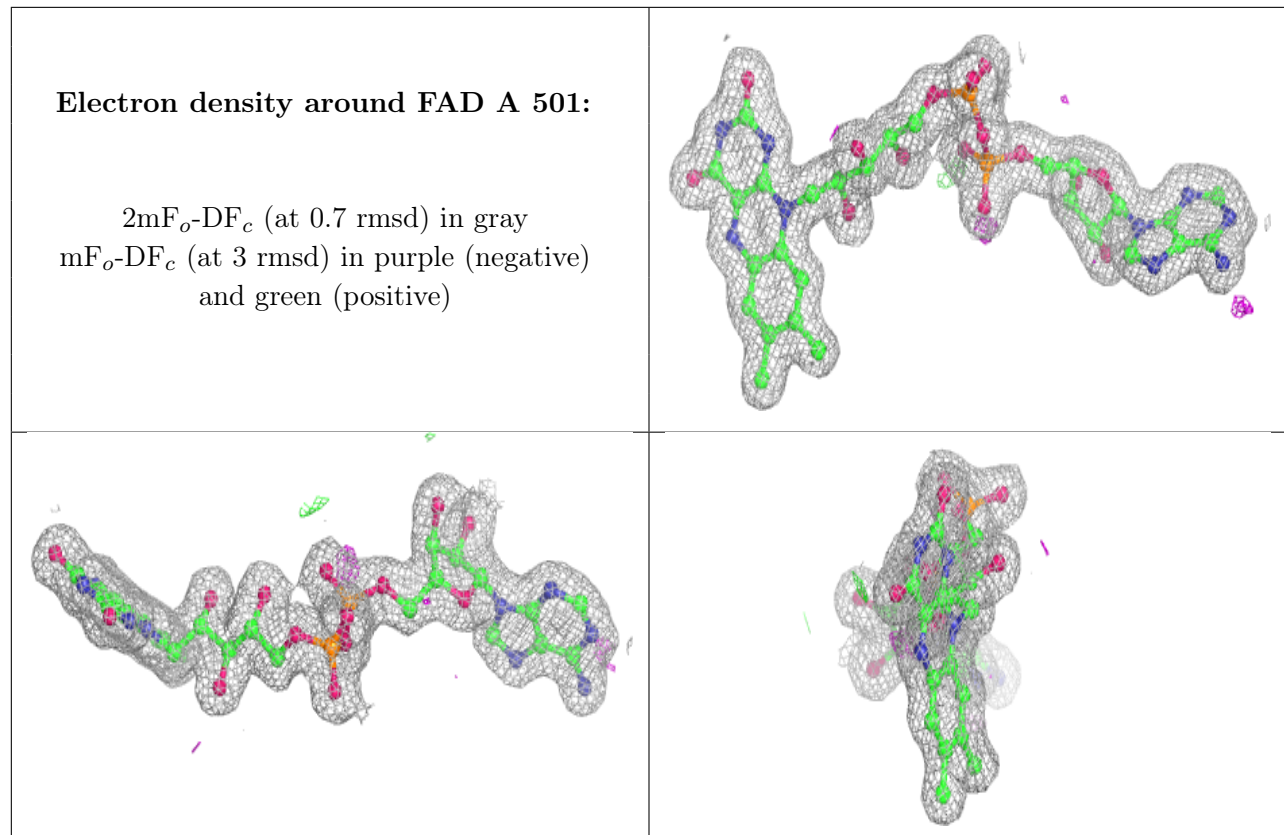 Electron density around FAD A 501:
2mFo-DFc (at 0.7 rmsd) in gray
mFo-DFc (at 3 rmsd) in purple (negative)
and green (positive)